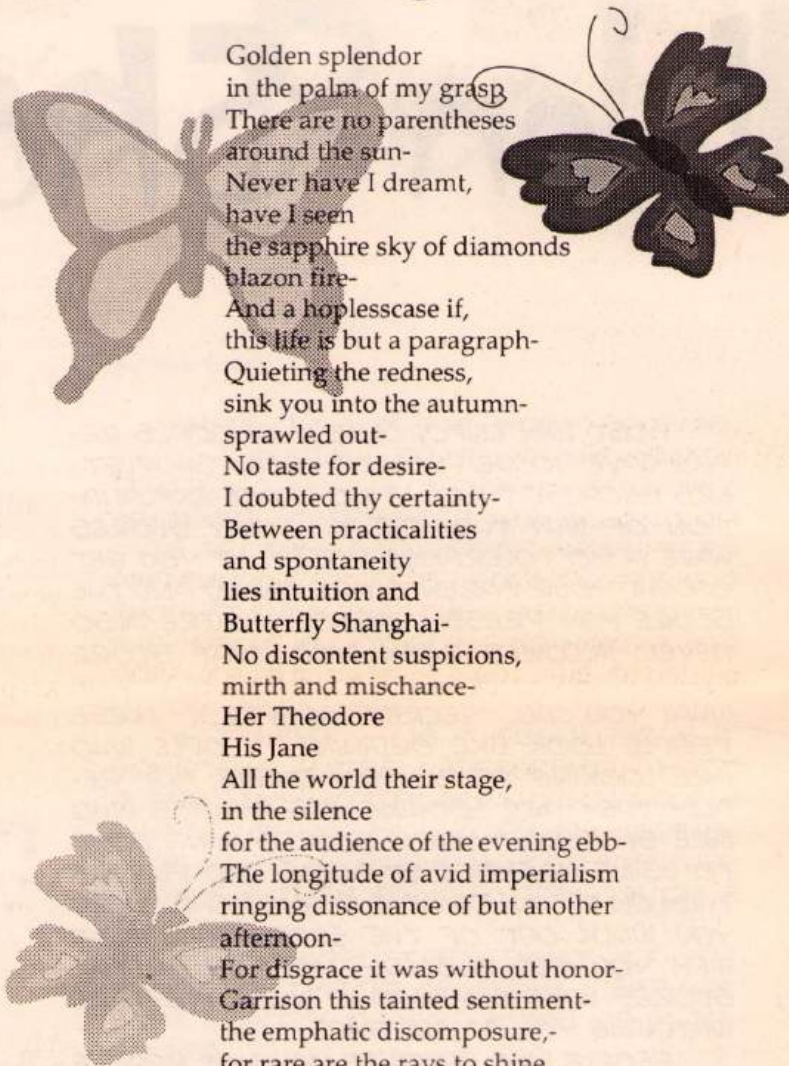 Golden splendor
in the palm of my grasp
There are no parentheses
around the sun-
Never have I dreamt,
have I seen
the sapphire sky of diamonds
blazon fire-
And a hoplesscase if,
this life is but a paragraph-
Quieting the redness,
sink you into the autumn-
sprawled out-
No taste for desire-
I doubted thy certainty-
Between practicalities
and spontaneity
lies intuition and
Butterfly Shanghai-
No discontent suspicions,
mirth and mischance-
Her Theodore
His Jane
All the world their stage,
in the silence
for the audience of the evening ebb-
The longitude of avid imperialism
ringing dissonance of but another
afternoon-
For disgrace it was without honor-
Garrison this tainted sentiment-
the emphatic discomposure,-
for rare are the rays to shine